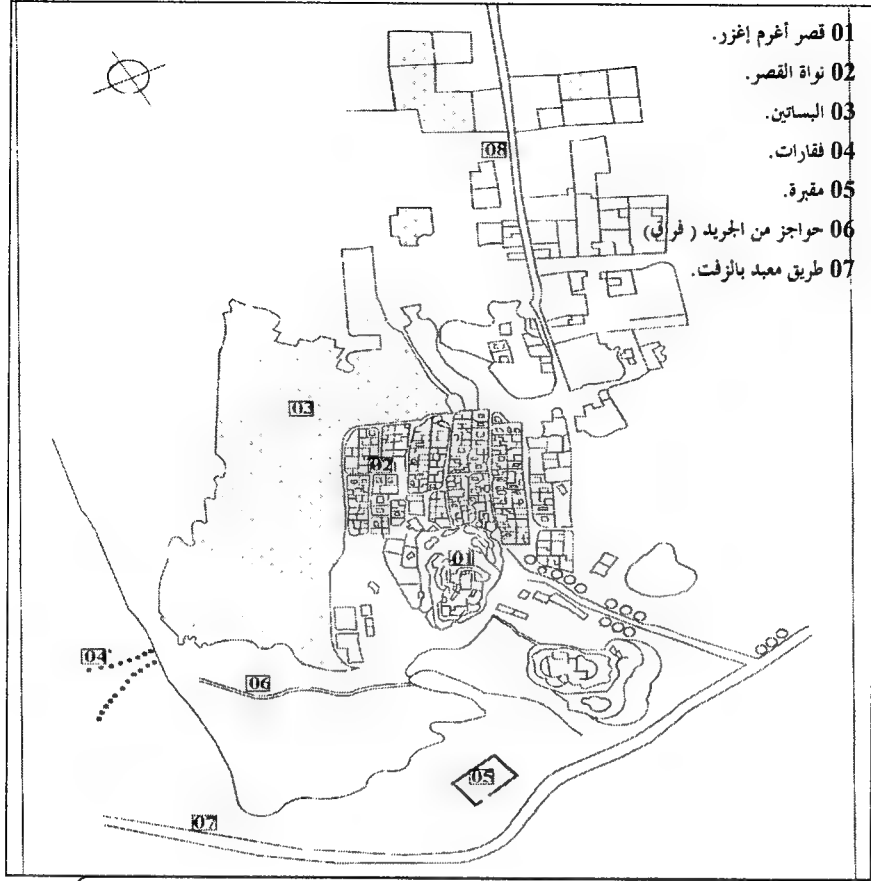 01 قصر أغرم إغزر.
02 نواة القصر.
03 البساتين.
04 فقارات.
05 مقبرة.
06 حواجز من الجريد ( فراق)
07 طريق معبد بالزفت.
08
03
02
01
04
06
05
07